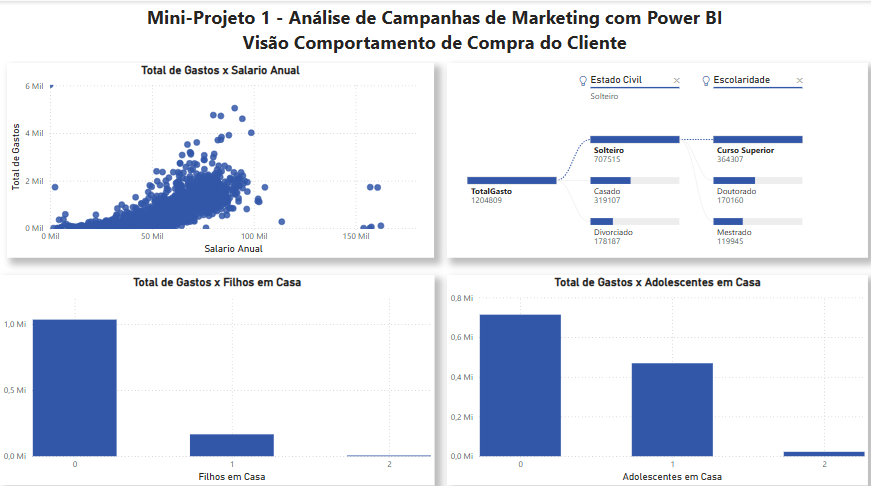 Mini-Projeto 1 - Análise de Campanhas de Marketing com Power BI
Visão Comportamento de Compra do Cliente
Total de Gastos x Salario Anual
Total de Gastos
6 Mil
4 Mil
2 Mil
0 Mil
0 Mil 50 Mil 100 Mil 150 Mil
Salario Anual
Estado Civil
Solteiro
Escolaridade
TotalGasto
1204809
Solteiro
707515
Casado
319107
Divorciado
178187
Curso Superior
364307
Doutorado
170160
Mestrado
119945
Total de Gastos x Filhos em Casa
1,0 Mi
0,5 Mi
0,0 Mi
0 1 2
Filhos em Casa
Total de Gastos x Adolescentes em Casa
0,8 Mi
0,6 Mi
0,4 Mi
0,2 Mi
0,0 Mi
0 1 2
Adolescentes em Casa